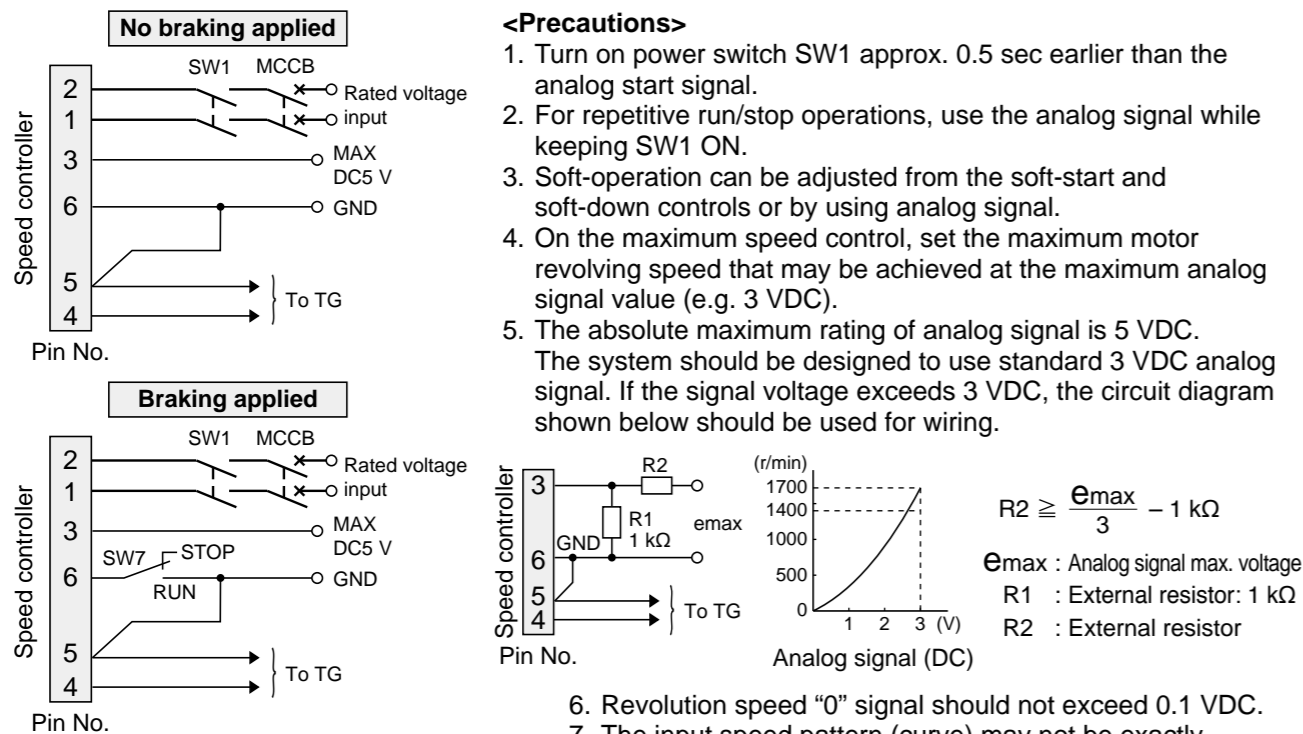 No braking applied
SW1 MCCB
2 Rated voltage
1 input
3 MAX
DC5 V
6 GND
5
4 To TG
Speed controller
Pin No.
Braking applied
SW1 MCCB
2 Rated voltage
1 input
3 MAX
DC5 V
SW7 STOP
6 GND
RUN
5
4 To TG
Speed controller
Pin No.
<Precautions>
1. Turn on power switch SW1 approx. 0.5 sec earlier than the
analog start signal.
2. For repetitive run/stop operations, use the analog signal while
keeping SW1 ON.
3. Soft-operation can be adjusted from the soft-start and
soft-down controls or by using analog signal.
4. On the maximum speed control, set the maximum motor
revolving speed that may be achieved at the maximum analog
signal value (e.g. 3 VDC).
5. The absolute maximum rating of analog signal is 5 VDC.
The system should be designed to use standard 3 VDC analog
signal. If the signal voltage exceeds 3 VDC, the circuit diagram
shown below should be used for wiring.
R2
3
R1
1 kΩ
emax
GND
6
5
4 To TG
Speed controller
Pin No.
(r/min)
1700
1400
1000
500
0
1 2 3 (V)
Analog signal (DC)
R2 ≧ emax/3 – 1 kΩ
emax : Analog signal max. voltage
R1 : External resistor: 1 kΩ
R2 : External resistor
6. Revolution speed “0” signal should not exceed 0.1 VDC.
7. The input speed pattern (curve) may not be exactly